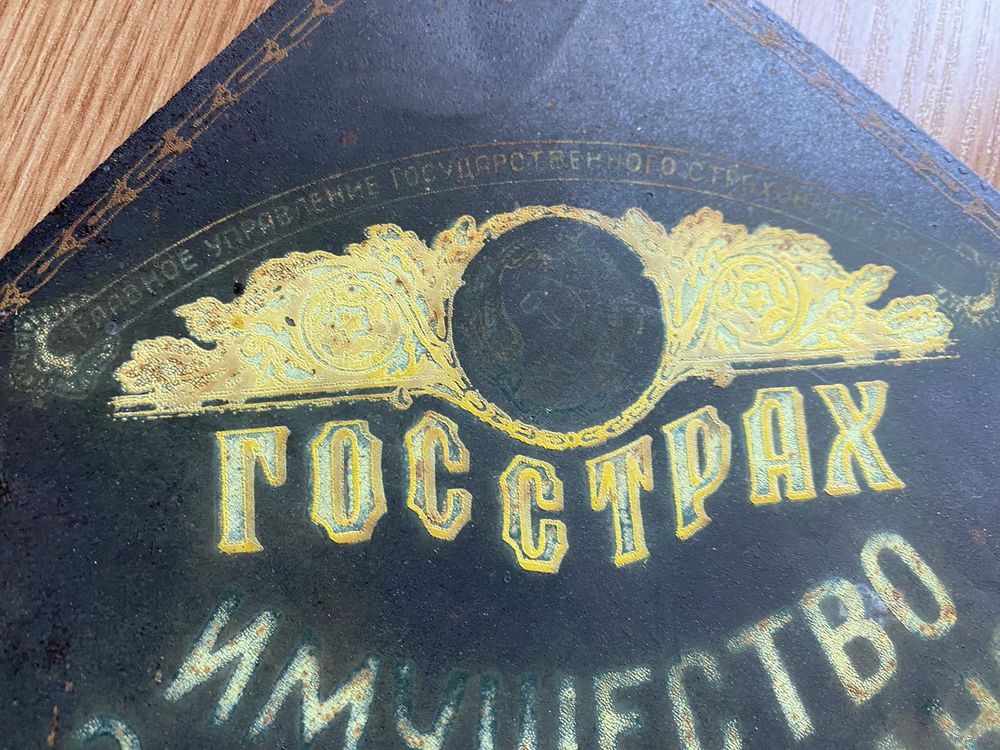 ГЛАВНОЕ УПРАВЛЕНИЕ ГОСУДАРСТВЕННОГО СТРАХОВАНИЯ
ГОССТРАХ
ИМУЩЕСТВО